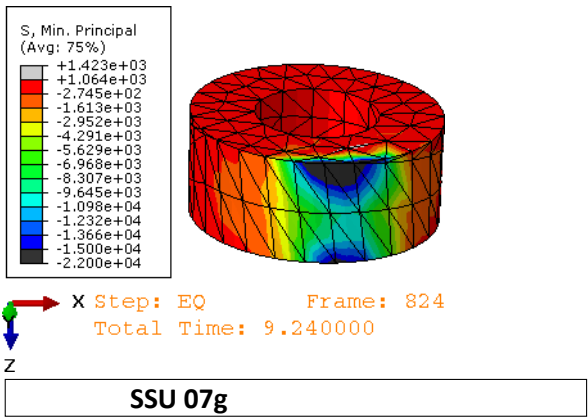 S, Min. Principal
(Avg: 75%)
+1.423e+03
+1.064e+03
-2.745e+02
-1.613e+03
-2.952e+03
-4.291e+03
-5.629e+03
-6.968e+03
-8.307e+03
-9.645e+03
-1.098e+04
-1.232e+04
-1.366e+04
-1.500e+04
-2.200e+04
X
Step: EQ Frame: 824
Total Time: 9.240000
Z
SSU 07g